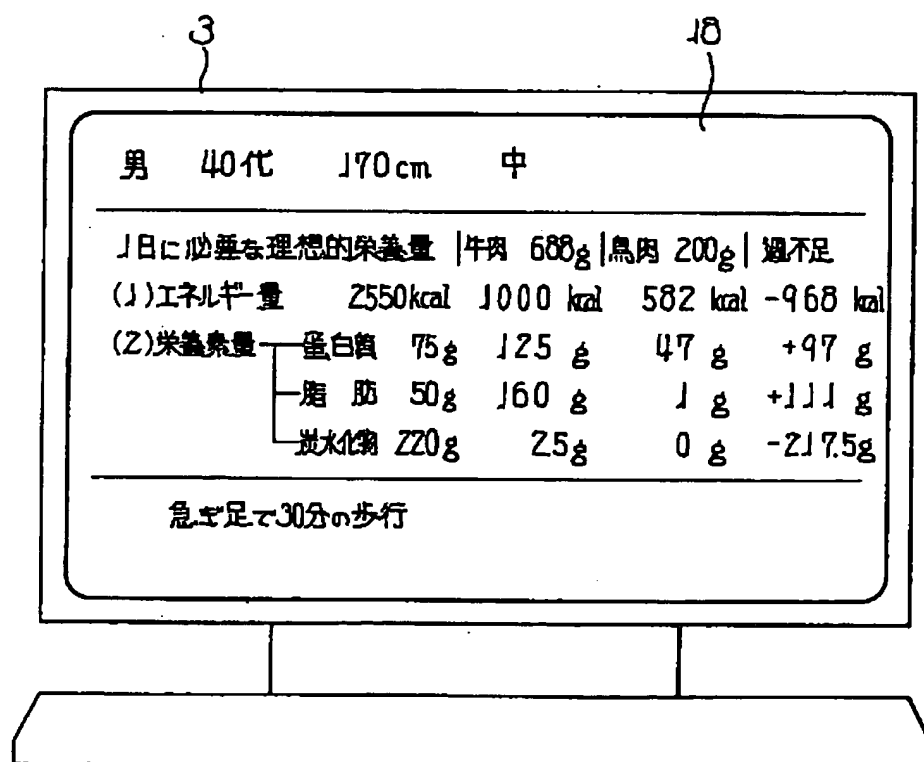 3 18
男 40代 170cm 中
1日に必要な理想的栄養量 |牛肉 688g|鳥肉 200g| 過不足
(1)エネルギー量 2550kcal 1000 kcal 582 kcal -968 kcal
(2)栄養素量 蛋白質 75g 125 g 47 g +97 g
脂肪 50g 160 g 1 g +111 g
炭水化物 220g 25g 0 g -217.5g
急ぎ足で30分の歩行